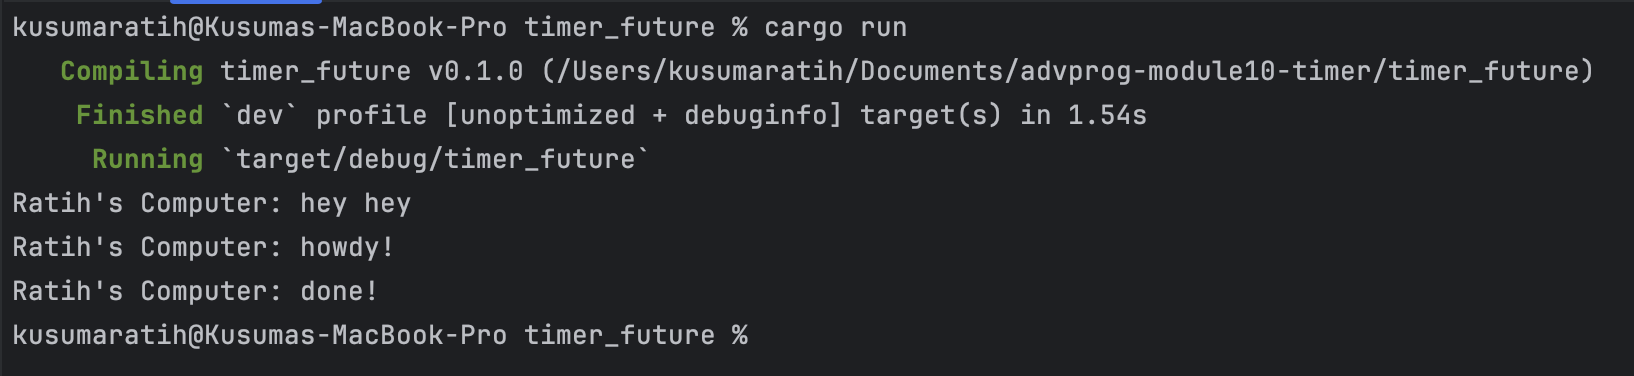 kusumaratih@Kusumas-MacBook-Pro timer_future % cargo run
Compiling timer_future v0.1.0 (/Users/kusumaratih/Documents/advprog-module10-timer/timer_future)
Finished `dev` profile [unoptimized + debuginfo] target(s) in 1.54s
Running `target/debug/timer_future`
Ratih's Computer: hey hey
Ratih's Computer: howdy!
Ratih's Computer: done!
kusumaratih@Kusumas-MacBook-Pro timer_future %